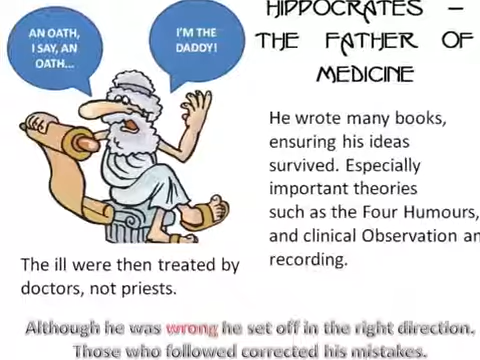 HIPPOCRATES –
THE FATHER OF
MEDICINE
AN OATH,
I SAY, AN
OATH...
I'M THE
DADDY!
He wrote many books,
ensuring his ideas
survived. Especially
important theories
such as the Four Humours,
and clinical Observation an
recording.
The ill were then treated by
doctors, not priests.
Although he was wrong he set off in the right direction.
Those who followed corrected his mistakes.